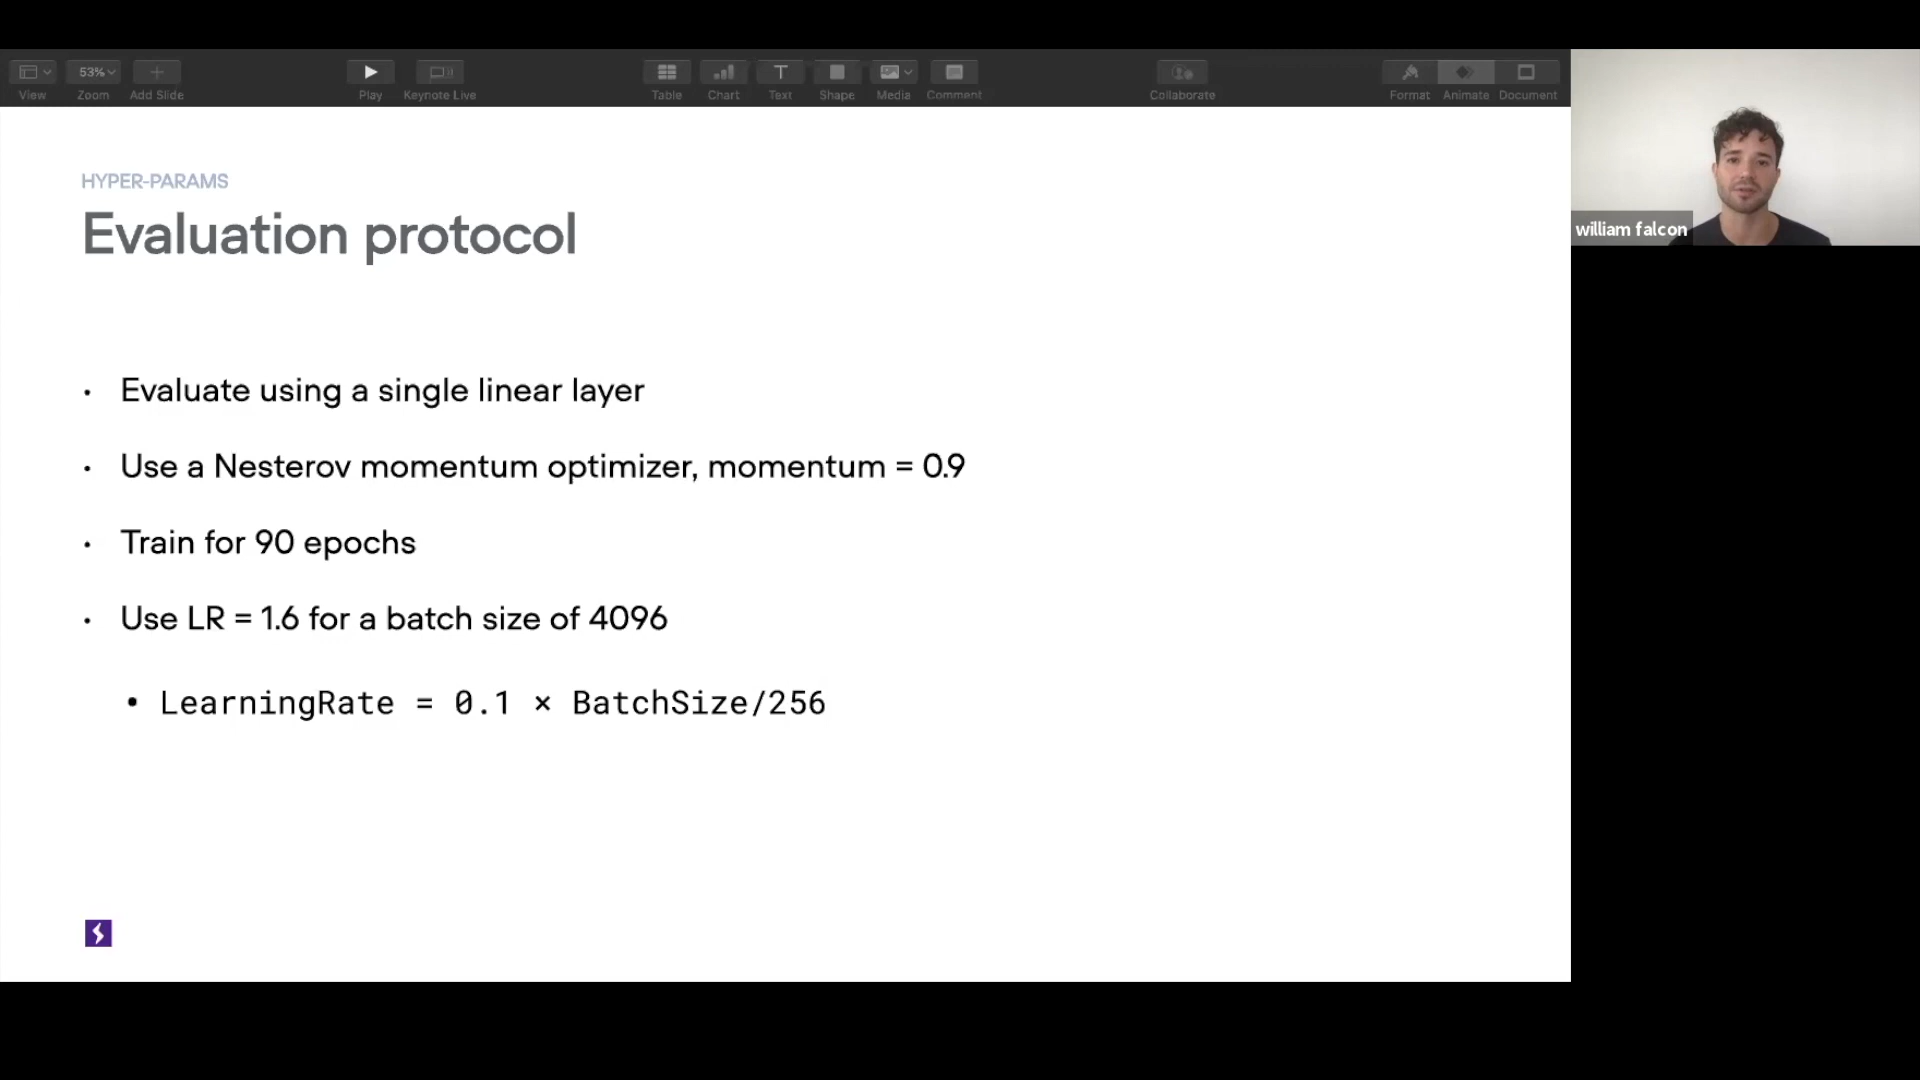 53%
View
Zoom
Add Slide
Play
Keynote Live
Table
Chart
Text
Shape
Media
Comment
Collaborate
Format
Animate
Document
william falcon
HYPER-PARAMS
Evaluation protocol
• Evaluate using a single linear layer
• Use a Nesterov momentum optimizer, momentum = 0.9
• Train for 90 epochs
• Use LR = 1.6 for a batch size of 4096
• LearningRate = 0.1 × BatchSize/256